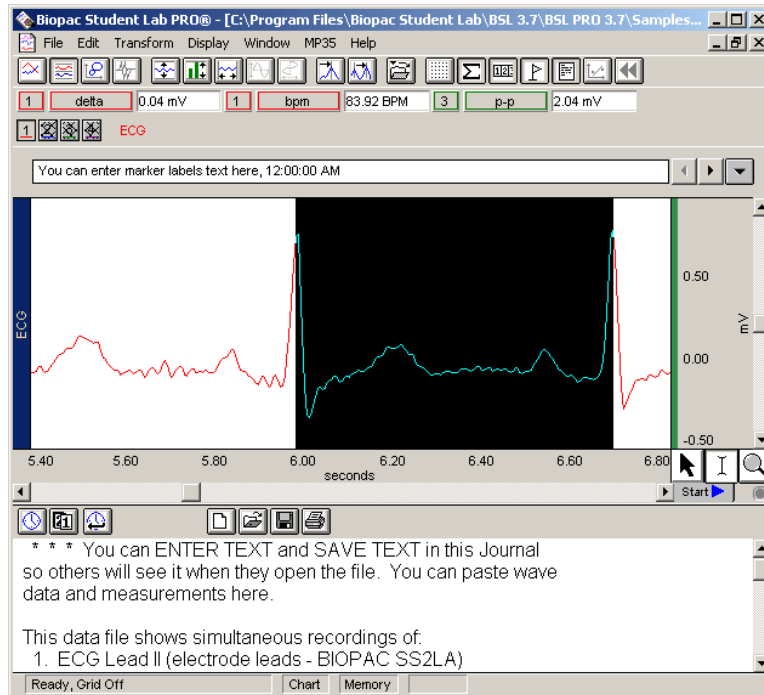 Biopac Student Lab PRO® - [C:\Program Files\Biopac Student Lab\BSL 3.7\BSL PRO 3.7\Samples...
File Edit Transform Display Window MP35 Help
1 delta 0.04 mV 1 bpm 83.92 BPM 3 p-p 2.04 mV
1 2 3 4 ECG
You can enter marker labels text here, 12:00:00 AM
ECG
0.50
0.00
-0.50
mV
5.40 5.60 5.80 6.00 6.20 6.40 6.60 6.80
seconds
Start
* * * You can ENTER TEXT and SAVE TEXT in this Journal
so others will see it when they open the file. You can paste wave
data and measurements here.
This data file shows simultaneous recordings of:
1. ECG Lead II (electrode leads - BIOPAC SS2LA)
Ready, Grid Off Chart Memory